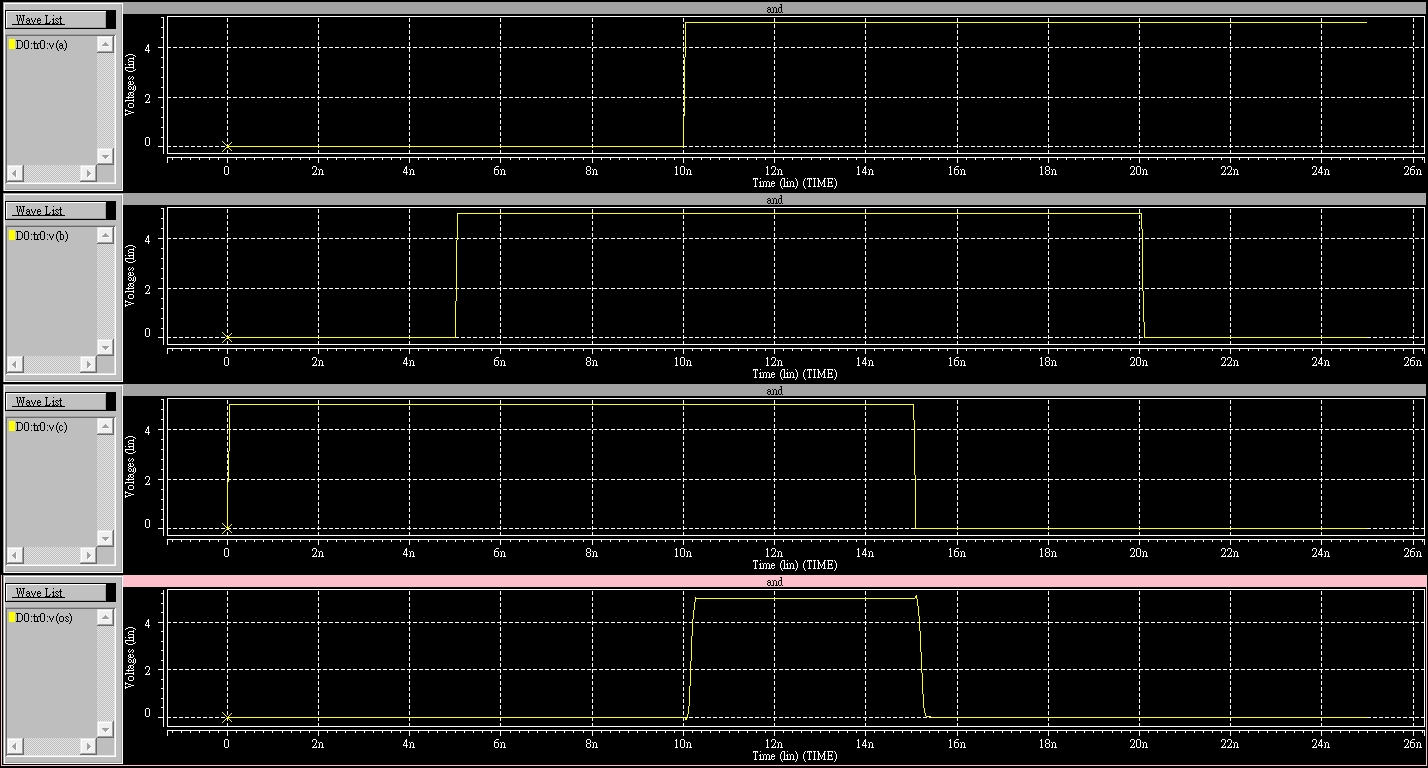 and
Wave List
D0:tr0:v(a)
Voltages (lin)
4
2
0
0 2n 4n 6n 8n 10n 12n 14n 16n 18n 20n 22n 24n 26n
Time (lin) (TIME)
and
Wave List
D0:tr0:v(b)
Voltages (lin)
4
2
0
0 2n 4n 6n 8n 10n 12n 14n 16n 18n 20n 22n 24n 26n
Time (lin) (TIME)
and
Wave List
D0:tr0:v(c)
Voltages (lin)
4
2
0
0 2n 4n 6n 8n 10n 12n 14n 16n 18n 20n 22n 24n 26n
Time (lin) (TIME)
and
Wave List
D0:tr0:v(os)
Voltages (lin)
4
2
0
0 2n 4n 6n 8n 10n 12n 14n 16n 18n 20n 22n 24n 26n
Time (lin) (TIME)